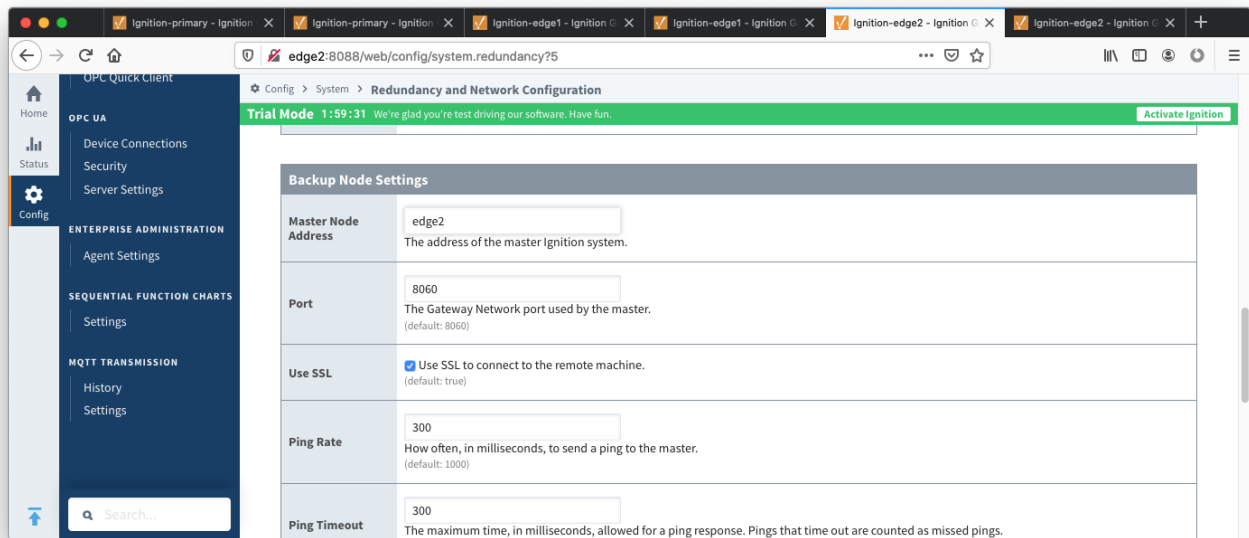 Ignition-primary - Ignition
Ignition-primary - Ignition
Ignition-edge1 - Ignition G
Ignition-edge1 - Ignition G
Ignition-edge2 - Ignition G
Ignition-edge2 - Ignition G
edge2:8088/web/config/system.redundancy?5
Home
Status
Config
OPC Quick Client
OPC UA
Device Connections
Security
Server Settings
ENTERPRISE ADMINISTRATION
Agent Settings
SEQUENTIAL FUNCTION CHARTS
Settings
MQTT TRANSMISSION
History
Settings
Search...
Config > System > Redundancy and Network Configuration
Trial Mode 1:59:31 We're glad you're test driving our software. Have fun. Activate Ignition
Backup Node Settings
Master Node
Address
edge2
The address of the master Ignition system.
Port
8060
The Gateway Network port used by the master.
(default: 8060)
Use SSL
Use SSL to connect to the remote machine.
(default: true)
Ping Rate
300
How often, in milliseconds, to send a ping to the master.
(default: 1000)
Ping Timeout
300
The maximum time, in milliseconds, allowed for a ping response. Pings that time out are counted as missed pings.